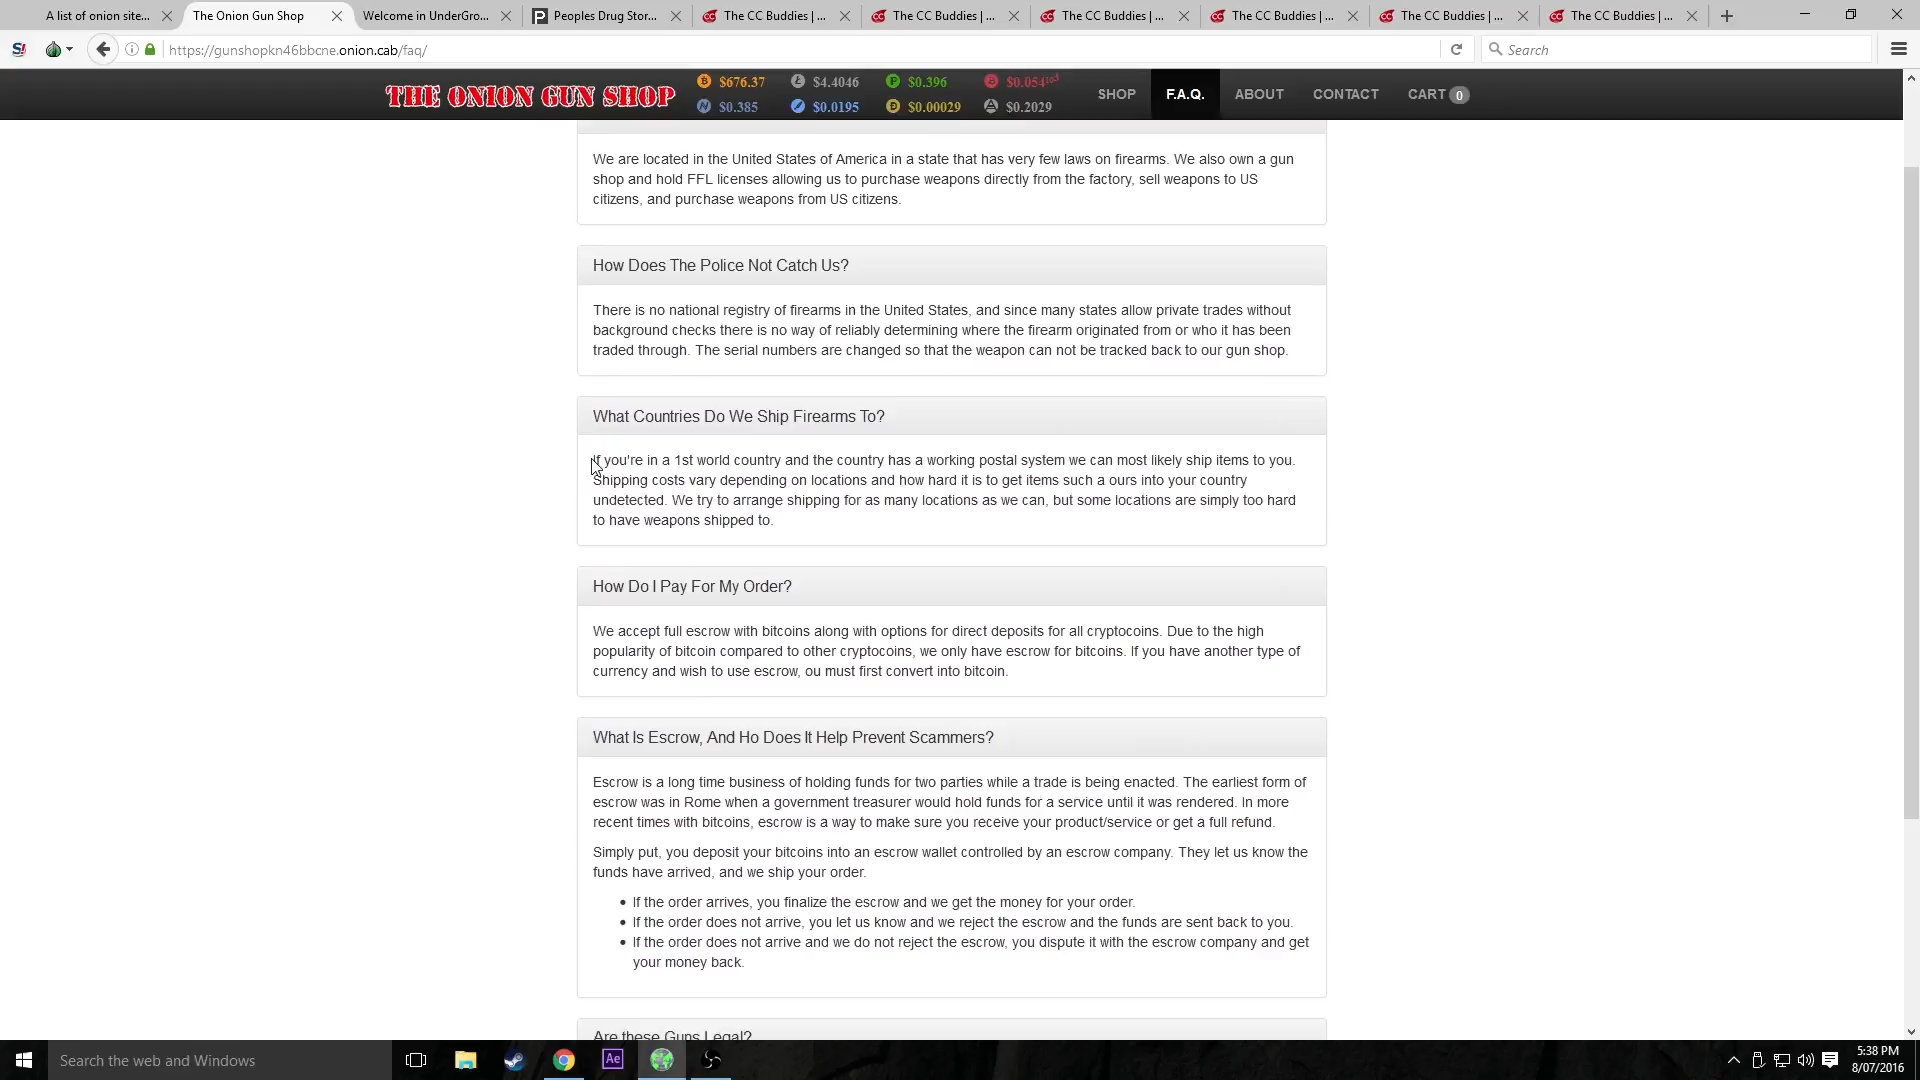 A list of onion site...
The Onion Gun Shop
Welcome in UnderGro...
Peoples Drug Stor...
The CC Buddies | ...
The CC Buddies | ...
The CC Buddies | ...
The CC Buddies | ...
The CC Buddies | ...
The CC Buddies | ...
https://gunshopkn46bbcne.onion.cab/faq/
Search
THE ONION GUN SHOP
$676.37 $4.4046 $0.396 $0.054
$0.385 $0.0195 $0.00029 $0.2029
SHOP F.A.Q. ABOUT CONTACT CART 0
We are located in the United States of America in a state that has very few laws on firearms. We also own a gun
shop and hold FFL licenses allowing us to purchase weapons directly from the factory, sell weapons to US
citizens, and purchase weapons from US citizens.
How Does The Police Not Catch Us?
There is no national registry of firearms in the United States, and since many states allow private trades without
background checks there is no way of reliably determining where the firearm originated from or who it has been
traded through. The serial numbers are changed so that the weapon can not be tracked back to our gun shop.
What Countries Do We Ship Firearms To?
If you're in a 1st world country and the country has a working postal system we can most likely ship items to you.
Shipping costs vary depending on locations and how hard it is to get items such a ours into your country
undetected. We try to arrange shipping for as many locations as we can, but some locations are simply too hard
to have weapons shipped to.
How Do I Pay For My Order?
We accept full escrow with bitcoins along with options for direct deposits for all cryptocoins. Due to the high
popularity of bitcoin compared to other cryptocoins, we only have escrow for bitcoins. If you have another type of
currency and wish to use escrow, ou must first convert into bitcoin.
What Is Escrow, And Ho Does It Help Prevent Scammers?
Escrow is a long time business of holding funds for two parties while a trade is being enacted. The earliest form of
escrow was in Rome when a government treasurer would hold funds for a service until it was rendered. In more
recent times with bitcoins, escrow is a way to make sure you receive your product/service or get a full refund.
Simply put, you deposit your bitcoins into an escrow wallet controlled by an escrow company. They let us know the
funds have arrived, and we ship your order.
• If the order arrives, you finalize the escrow and we get the money for your order.
• If the order does not arrive, you let us know and we reject the escrow and the funds are sent back to you.
• If the order does not arrive and we do not reject the escrow, you dispute it with the escrow company and get
your money back.
Are these Guns Legal?
Search the web and Windows
Ae
5:38 PM
8/07/2016